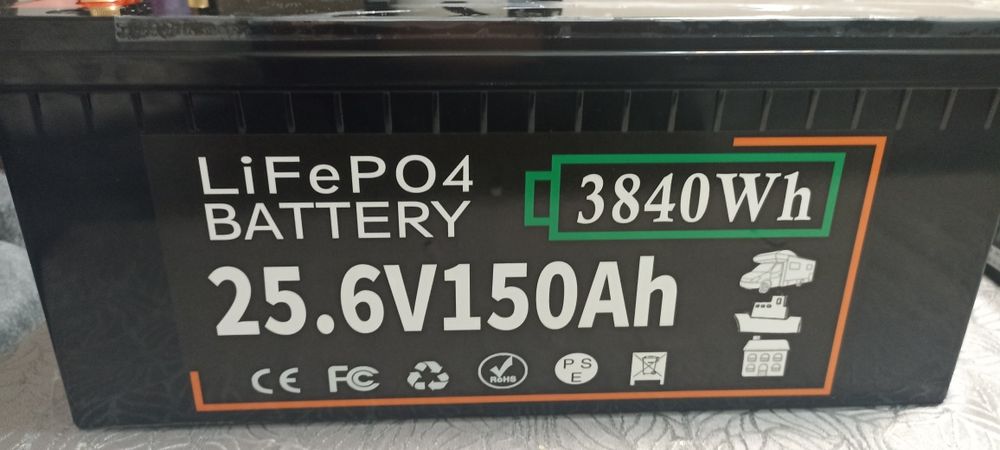 LiFePO4
BATTERY
3840Wh
25.6V150Ah
CE FC RoHS PSE